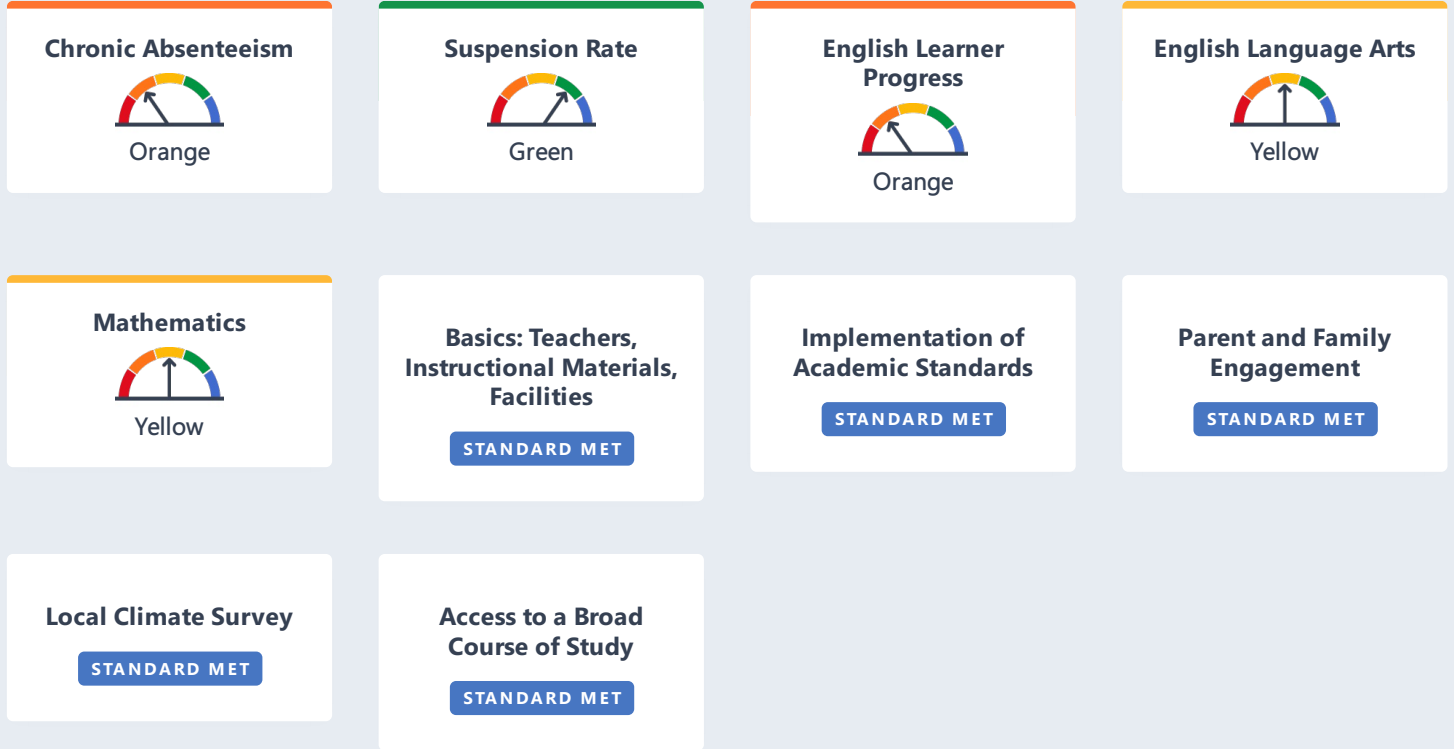 Chronic Absenteeism
Orange
Suspension Rate
Green
English Learner
Progress
Orange
English Language Arts
Yellow
Mathematics
Yellow
Basics: Teachers,
Instructional Materials,
Facilities
STANDARD MET
Implementation of
Academic Standards
STANDARD MET
Parent and Family
Engagement
STANDARD MET
Local Climate Survey
STANDARD MET
Access to a Broad
Course of Study
STANDARD MET